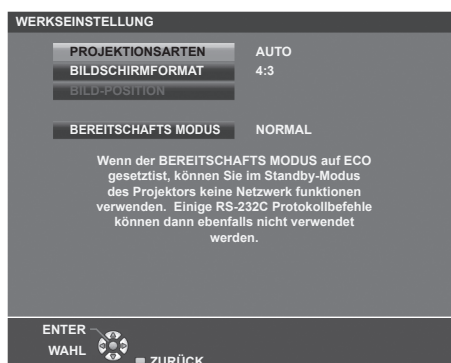 WERKSEINSTELLUNG
PROJEKTIONSARTEN AUTO
BILDSCHIRMFORMAT 4:3
BILD-POSITION
BEREITSCHAFTS MODUS NORMAL
Wenn der BEREITSCHAFTS MODUS auf ECO
gesetztist, können Sie im Standby-Modus
des Projektors keine Netzwerk funktionen
verwenden. Einige RS-232C Protokollbefehle
können dann ebenfalls nicht verwendet
werden.
ENTER
WAHL
ZURÜCK